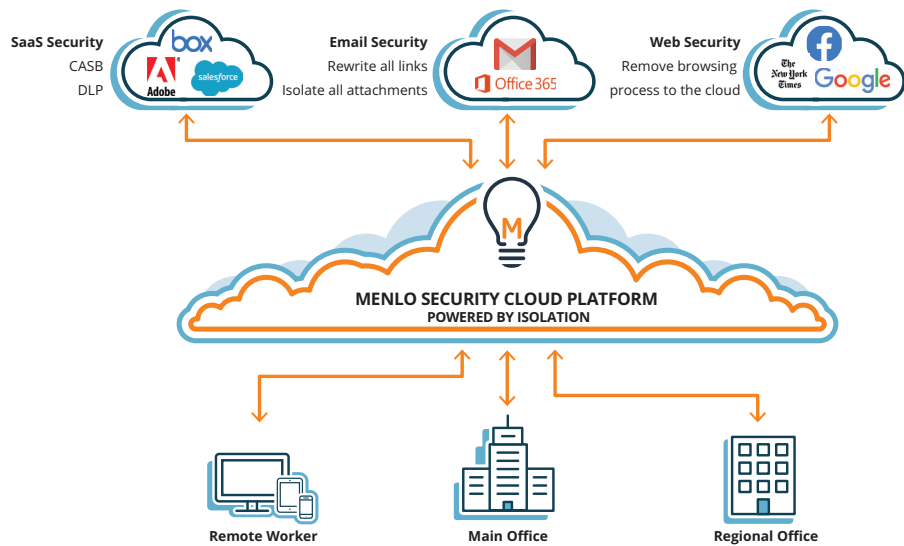 SaaS Security
CASB
DLP
box
Adobe
salesforce
Email Security
Rewrite all links
Isolate all attachments
Office 365
Web Security
Remove browsing
process to the cloud
The
New York
Times
Google
M
MENLO SECURITY CLOUD PLATFORM
POWERED BY ISOLATION
Remote Worker
Main Office
Regional Office